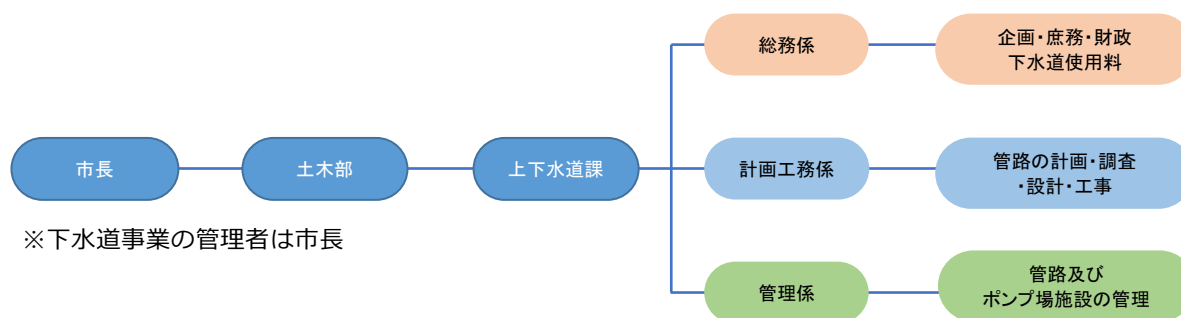 市長
土木部
上下水道課
総務係
企画・庶務・財政
下水道使用料
計画工務係
管路の計画・調査
・設計・工事
管理係
管路及び
ポンプ場施設の管理
※下水道事業の管理者は市長